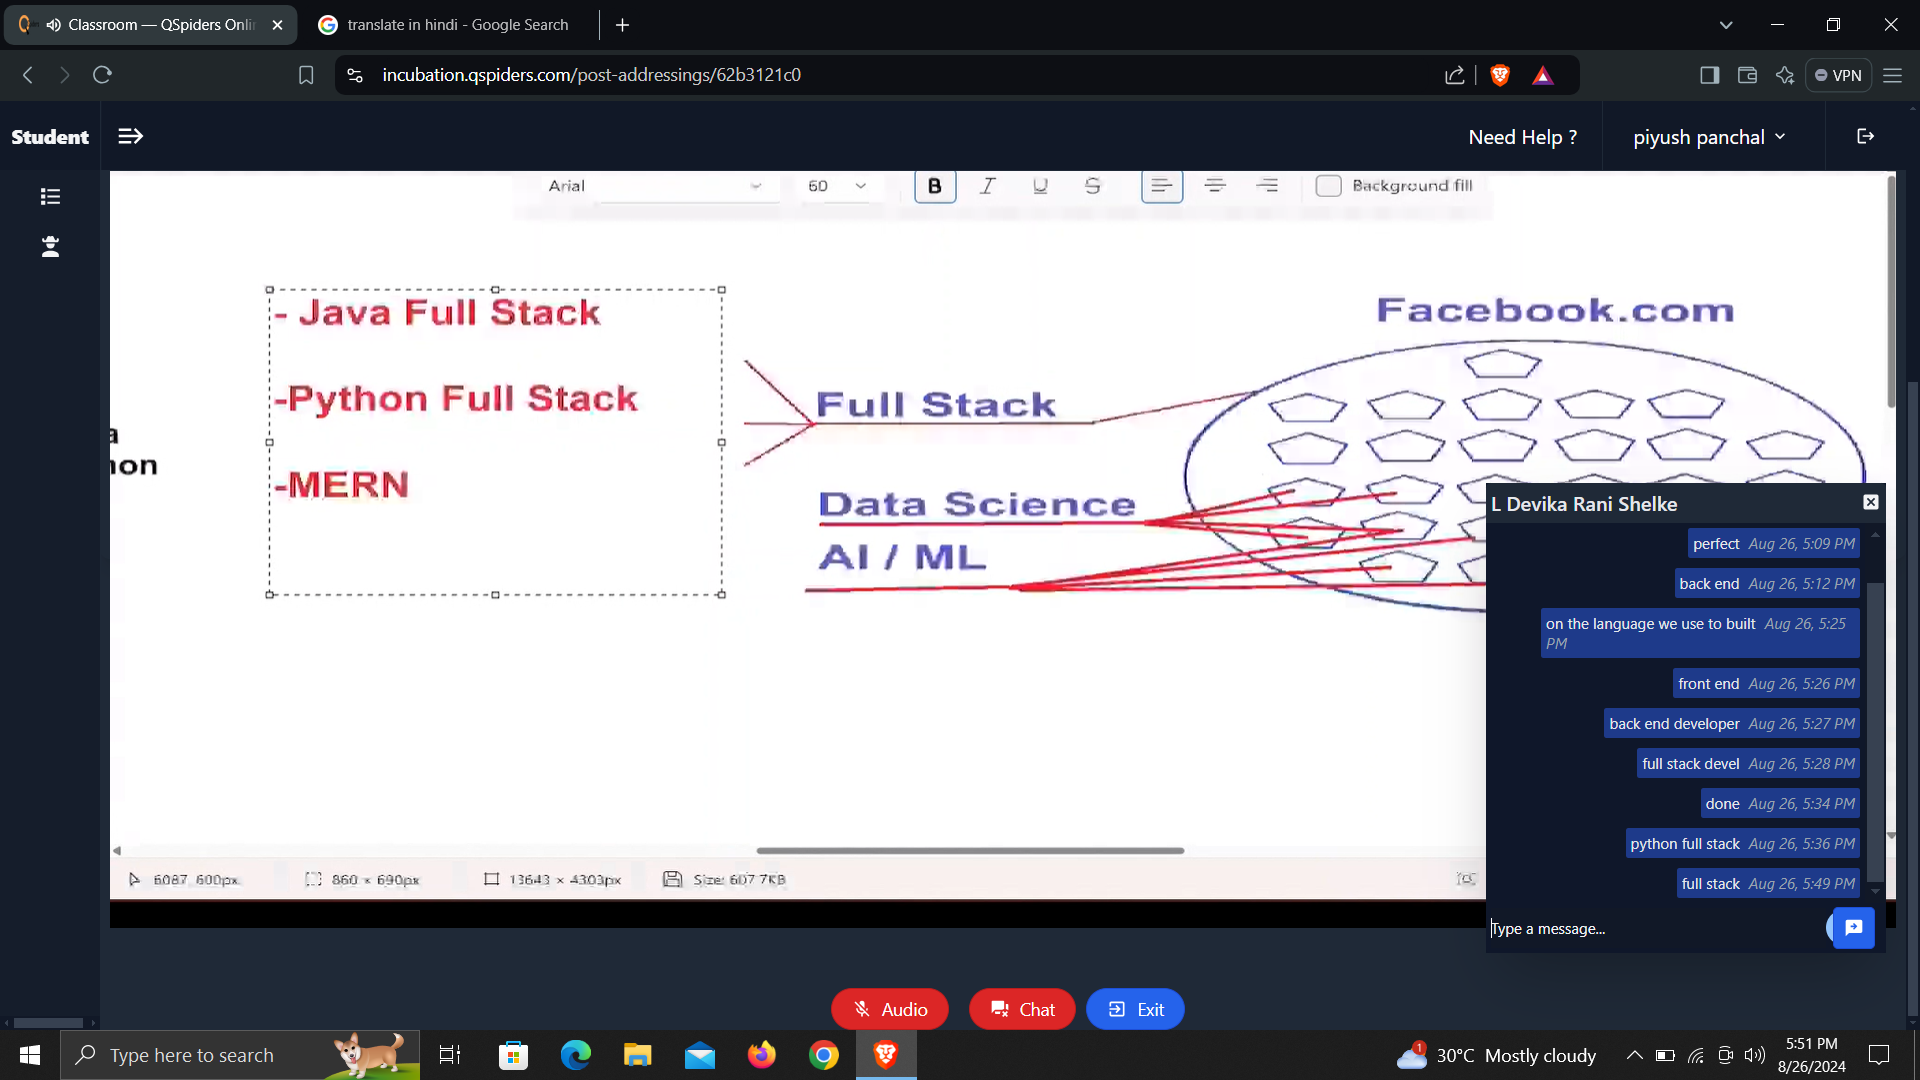 Classroom — QSpiders Onli
translate in hindi - Google Search
incubation.qspiders.com/post-addressings/62b3121c0
VPN
Student
Need Help ?
piyush panchal
Arial
60
B
I
U
S
Background fill
- Java Full Stack
-Python Full Stack
-MERN
Full Stack
Data Science
AI / ML
Facebook.com
L Devika Rani Shelke
perfect Aug 26, 5:09 PM
back end Aug 26, 5:12 PM
on the language we use to built Aug 26, 5:25
PM
front end Aug 26, 5:26 PM
back end developer Aug 26, 5:27 PM
full stack devel Aug 26, 5:28 PM
done Aug 26, 5:34 PM
python full stack Aug 26, 5:36 PM
full stack Aug 26, 5:49 PM
Type a message...
6087, 600px
860 × 690px
13643 × 4303px
Size: 607.7KB
Audio
Chat
Exit
Type here to search
1
30°C Mostly cloudy
5:51 PM
8/26/2024